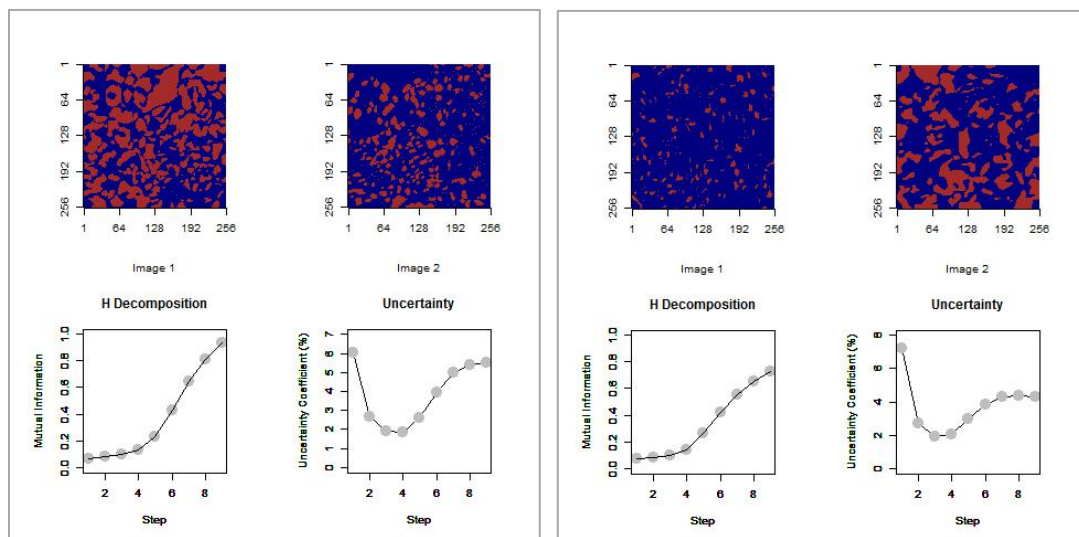 1
64
128
192
256
1 64 128 192 256
Image 1
1
64
128
192
256
1 64 128 192 256
Image 2
H Decomposition
Mutual Information
0.0 0.2 0.4 0.6 0.8 1.0
2 4 6 8
Step
Uncertainty
Uncertainty Coefficient (%)
0 1 2 3 4 5 6 7
2 4 6 8
Step
1
64
128
192
256
1 64 128 192 256
Image 1
1
64
128
192
256
1 64 128 192 256
Image 2
H Decomposition
Mutual Information
0.0 0.2 0.4 0.6 0.8 1.0
2 4 6 8
Step
Uncertainty
Uncertainty Coefficient (%)
0 2 4 6 8
2 4 6 8
Step